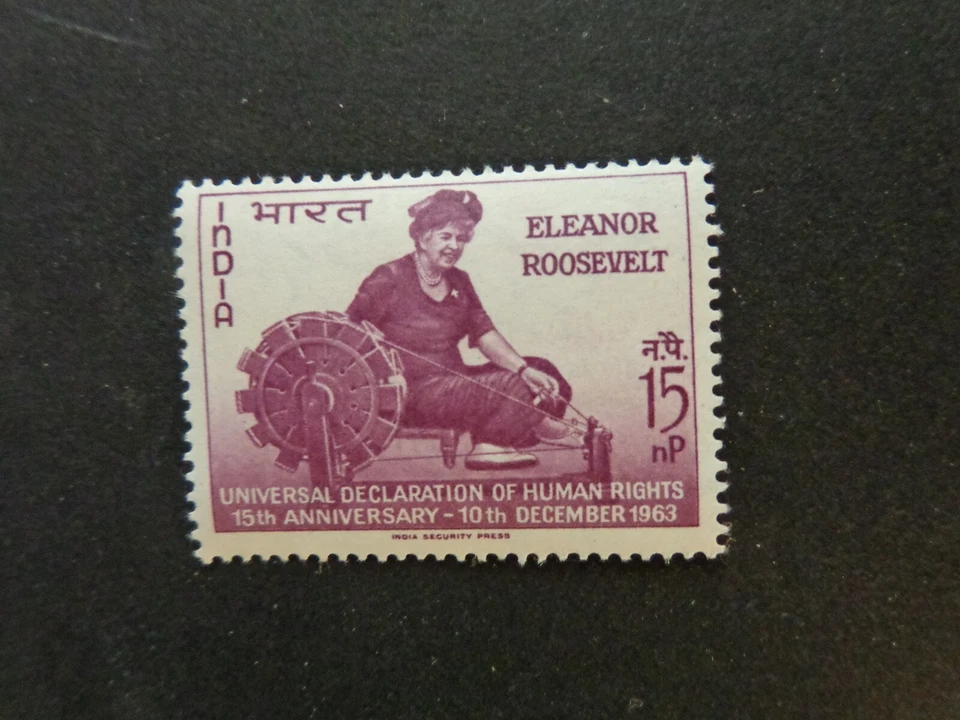 INDIA
भारत
ELEANOR
ROOSEVELT
न.पै.
15
nP
UNIVERSAL DECLARATION OF HUMAN RIGHTS
15th ANNIVERSARY - 10th DECEMBER 1963
INDIA SECURITY PRESS